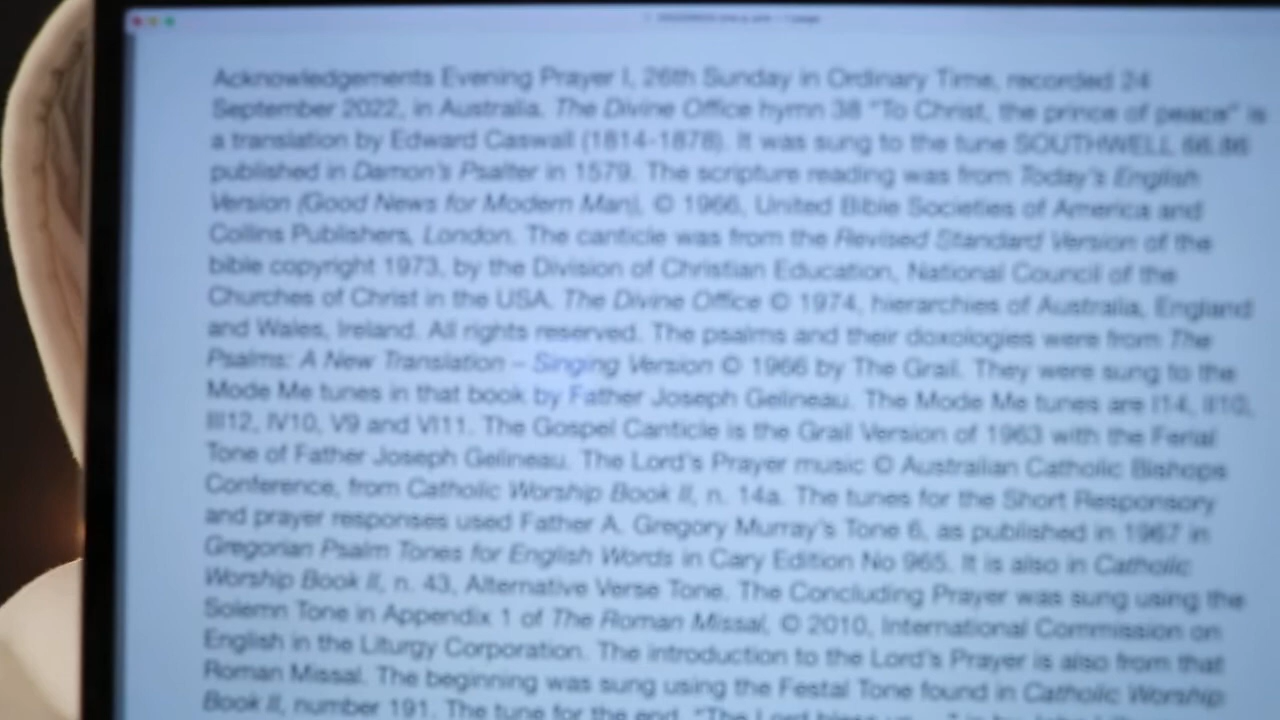 Acknowledgements Evening Prayer I, 26th Sunday in Ordinary Time, recorded 24
September 2022, in Australia. The Divine Office hymn 38 "To Christ, the prince of peace" is
a translation by Edward Caswall (1814-1878). It was sung to the tune SOUTHWELL 66.86
published in Damon's Psalter in 1579. The scripture reading was from Today's English
Version (Good News for Modern Man), © 1966, United Bible Societies of America and
Collins Publishers, London. The canticle was from the Revised Standard Version of the
bible copyright 1973, by the Division of Christian Education, National Council of the
Churches of Christ in the USA. The Divine Office © 1974, hierarchies of Australia, England
and Wales, Ireland. All rights reserved. The psalms and their doxologies were from The
Psalms: A New Translation – Singing Version © 1966 by The Grail. They were sung to the
Mode Me tunes in that book by Father Joseph Gelineau. The Mode Me tunes are I14, II10,
III12, IV10, V9 and VI11. The Gospel Canticle is the Grail Version of 1963 with the Ferial
Tone of Father Joseph Gelineau. The Lord's Prayer music © Australian Catholic Bishops
Conference, from Catholic Worship Book II, n. 14a. The tunes for the Short Responsory
and prayer responses used Father A. Gregory Murray's Tone 6, as published in 1967 in
Gregorian Psalm Tones for English Words in Cary Edition No 965. It is also in Catholic
Worship Book II, n. 43, Alternative Verse Tone. The Concluding Prayer was sung using the
Solemn Tone in Appendix 1 of The Roman Missal, © 2010, International Commission on
English in the Liturgy Corporation. The introduction to the Lord's Prayer is also from that
Roman Missal. The beginning was sung using the Festal Tone found in Catholic Worship
Book II, number 191. The tune for the end, "The Lord bless us